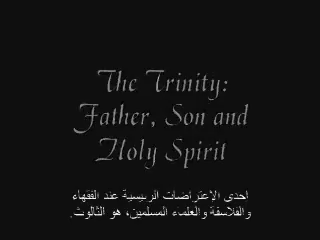 The Trinity:
Father, Son and
Holy Spirit
احدى الاعتراضات الرئيسية عند الفقهاء
والفلاسفة والعلماء المسلمين، هو الثالوث.